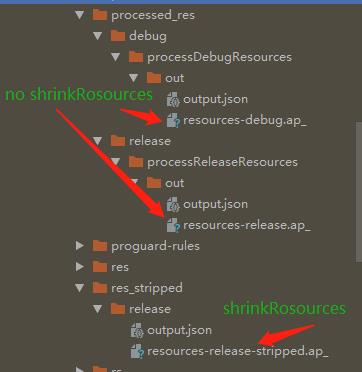 processed_res
debug
processDebugResources
out
no shrinkRosources
output.json
resources-debug.ap_
release
processReleaseResources
out
output.json
resources-release.ap_
proguard-rules
res
res_stripped
release
shrinkRosources
output.json
resources-release-stripped.ap_
rs